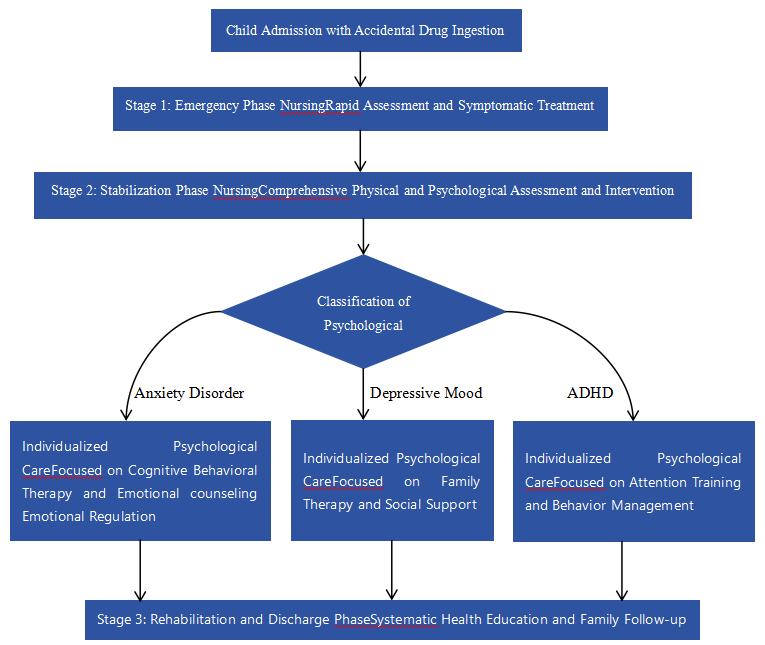 Child Admission with Accidental Drug Ingestion
Stage 1: Emergency Phase NursingRapid Assessment and Symptomatic Treatment
Stage 2: Stabilization Phase NursingComprehensive Physical and Psychological Assessment and Intervention
Classification of
Psychological
Anxiety Disorder
Depressive Mood
ADHD
Individualized Psychological
CareFocused on Cognitive Behavioral
Therapy and Emotional counseling
Emotional Regulation
Individualized Psychological
CareFocused on Family
Therapy and Social Support
Individualized Psychological
CareFocused on Attention Training
and Behavior Management
Stage 3: Rehabilitation and Discharge PhaseSystematic Health Education and Family Follow-up